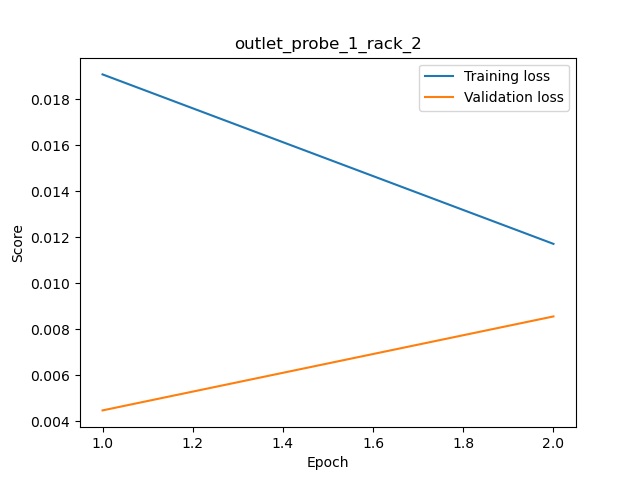 outlet_probe_1_rack_2
Training loss
Validation loss
0.018
0.016
0.014
0.012
0.010
0.008
0.006
0.004
Score
1.0 1.2 1.4 1.6 1.8 2.0
Epoch